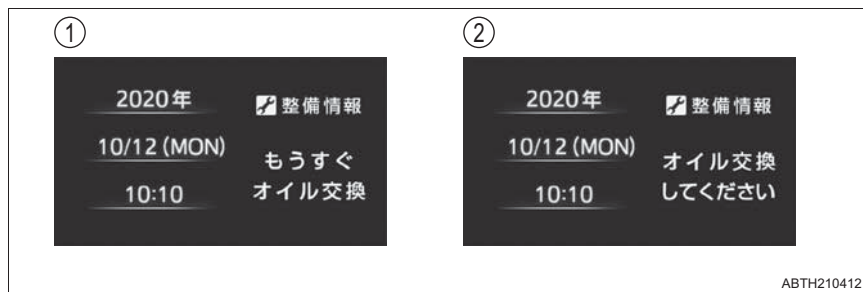 ①
2020年
10/12 (MON)
10:10
整備情報
もうすぐ
オイル交換
②
2020年
10/12 (MON)
10:10
整備情報
オイル交換
してください
ABTH210412